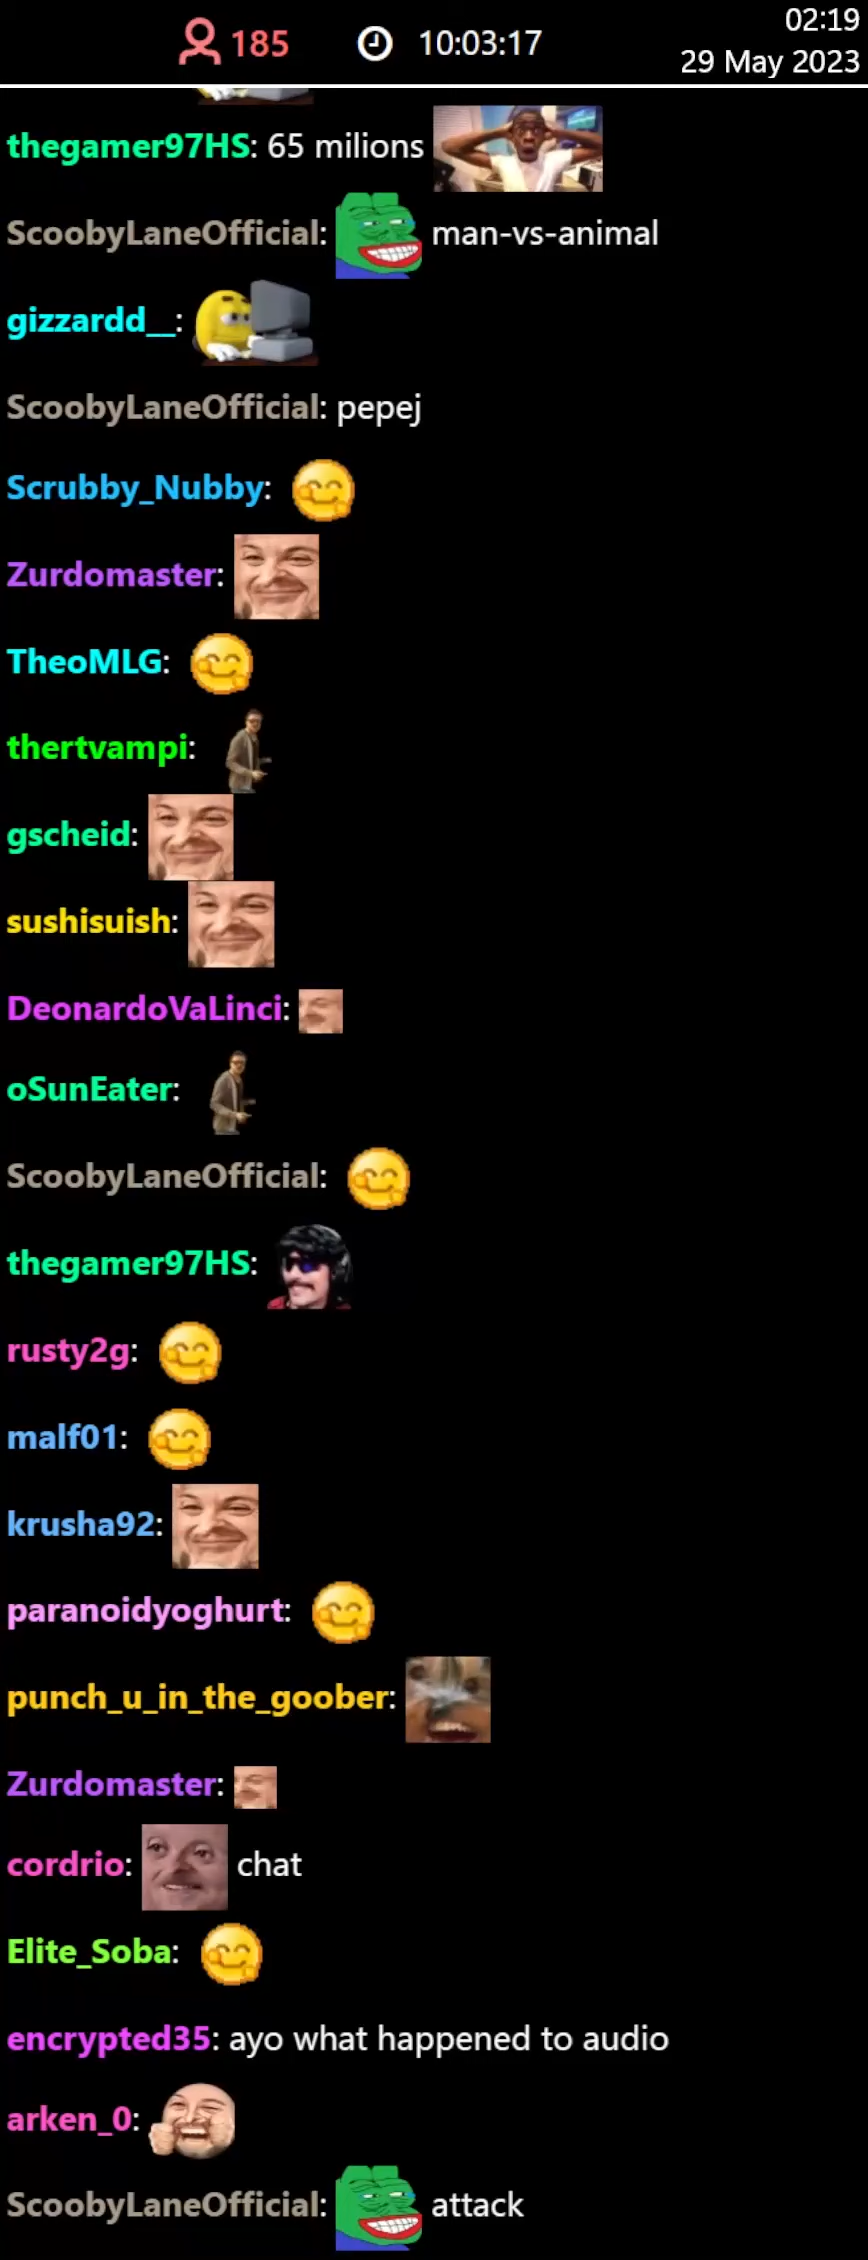 185 10:03:17 02:19
29 May 2023
thegamer97HS: 65 milions
ScoobyLaneOfficial: man-vs-animal
gizzardd__:
ScoobyLaneOfficial: pepej
Scrubby_Nubby:
Zurdomaster:
TheoMLG:
thertvampi:
gscheid:
sushisuish:
DeonardoVaLinci:
oSunEater:
ScoobyLaneOfficial:
thegamer97HS:
rusty2g:
malf01:
krusha92:
paranoidyoghurt:
punch_u_in_the_goober:
Zurdomaster:
cordrio: chat
Elite_Soba:
encrypted35: ayo what happened to audio
arken_0:
ScoobyLaneOfficial: attack